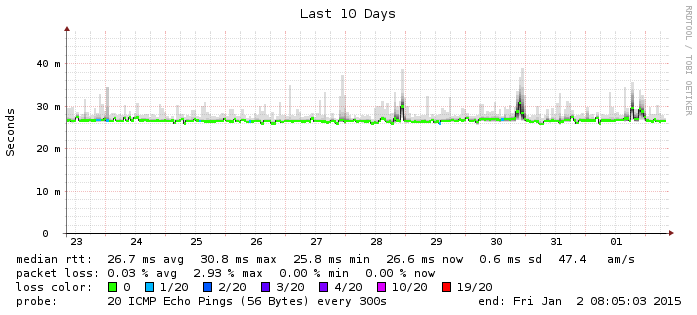 Last 10 Days
RRDTOOL / TOBI OETIKER
Seconds
40 m
30 m
20 m
10 m
0
23 24 25 26 27 28 29 30 31 01
median rtt: 26.7 ms avg 30.8 ms max 25.8 ms min 26.6 ms now 0.6 ms sd 47.4 am/s
packet loss: 0.03 % avg 2.93 % max 0.00 % min 0.00 % now
loss color: 0 1/20 2/20 3/20 4/20 10/20 19/20
probe: 20 ICMP Echo Pings (56 Bytes) every 300s end: Fri Jan 2 08:05:03 2015